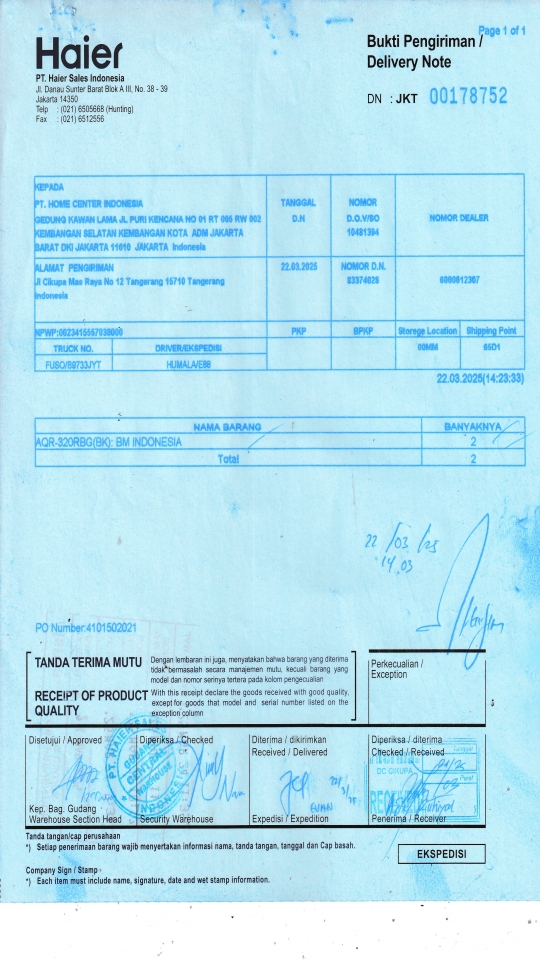 Page 1 of 1
Haier
Bukti Pengiriman /
Delivery Note
PT. Haier Sales Indonesia
Jl. Danau Sunter Barat Blok A III, No. 38 - 39
Jakarta 14350
Telp : (021) 6505668 (Hunting)
Fax : (021) 6512556
DN : JKT 00178752
KEPADA
PT. HOME CENTER INDONESIA
GEDUNG KAWAN LAMA JL PURI KENCANA NO 01 RT 005 RW 002
KEMBANGAN SELATAN KEMBANGAN KOTA ADM JAKARTA
BARAT DKI JAKARTA 11610 JAKARTA Indonesia
TANGGAL
D.N
NOMOR
D.O.V/SO
10481394
NOMOR DEALER
ALAMAT PENGIRIMAN
Jl Cikupa Mas Raya No 12 Tangerang 15710 Tangerang
Indonesia
22.03.2025
NOMOR D.N.
83374028
PKP
BPKP
Storege Location
Shipping Point
00MM
65D1
TRUCK NO.
DRIVER/EKSPEDISI
FUSO/B9733JYT
HUMALA/E88
22.03.2025(14:23:33)
NAMA BARANG
BANYAKNYA
AQR-320RBG(BK): BM INDONESIA
2
Total
2
22/03/25
14.03
PO Number:4101502021
TANDA TERIMA MUTU
Dengan lembaran ini juga, menyatakan bahwa barang yang diterima
tidak bermasalah secara manajemen mutu, kecuali barang yang
model dan nomor serinya tertera pada kolom pengecualian
RECEIPT OF PRODUCT
QUALITY
With this receipt declare the goods received with good quality,
except for goods that model and serial number listed on the
exception column
Perkecualian /
Exception
Disetujui / Approved
Diperiksa / Checked
Diterima / dikirimkan
Received / Delivered
Diperiksa / diterima
Checked / Received
PT. HAIER SA
QUALITY
CONTROL
WAREHOUSE
INDONESIA
Tanggal
DC CIKUPA
Paraf
Kep. Bag. Gudang
Warehouse Section Head
Security Warehouse
Expedisi / Expedition
Penerima / Receiver
Tanda tangan/cap perusahaan
*) Setiap penerimaan barang wajib menyertakan informasi nama, tanda tangan, tanggal dan Cap basah.
EKSPEDISI
Company Sign / Stamp
*) Each item must include name, signature, date and wet stamp information.